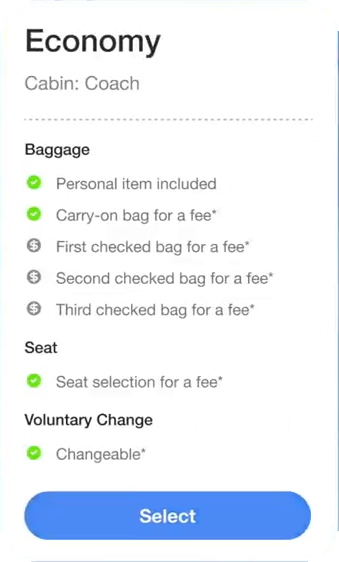 Economy
Cabin: Coach
Baggage
Personal item included
Carry-on bag for a fee*
First checked bag for a fee*
Second checked bag for a fee*
Third checked bag for a fee*
Seat
Seat selection for a fee*
Voluntary Change
Changeable*
Select